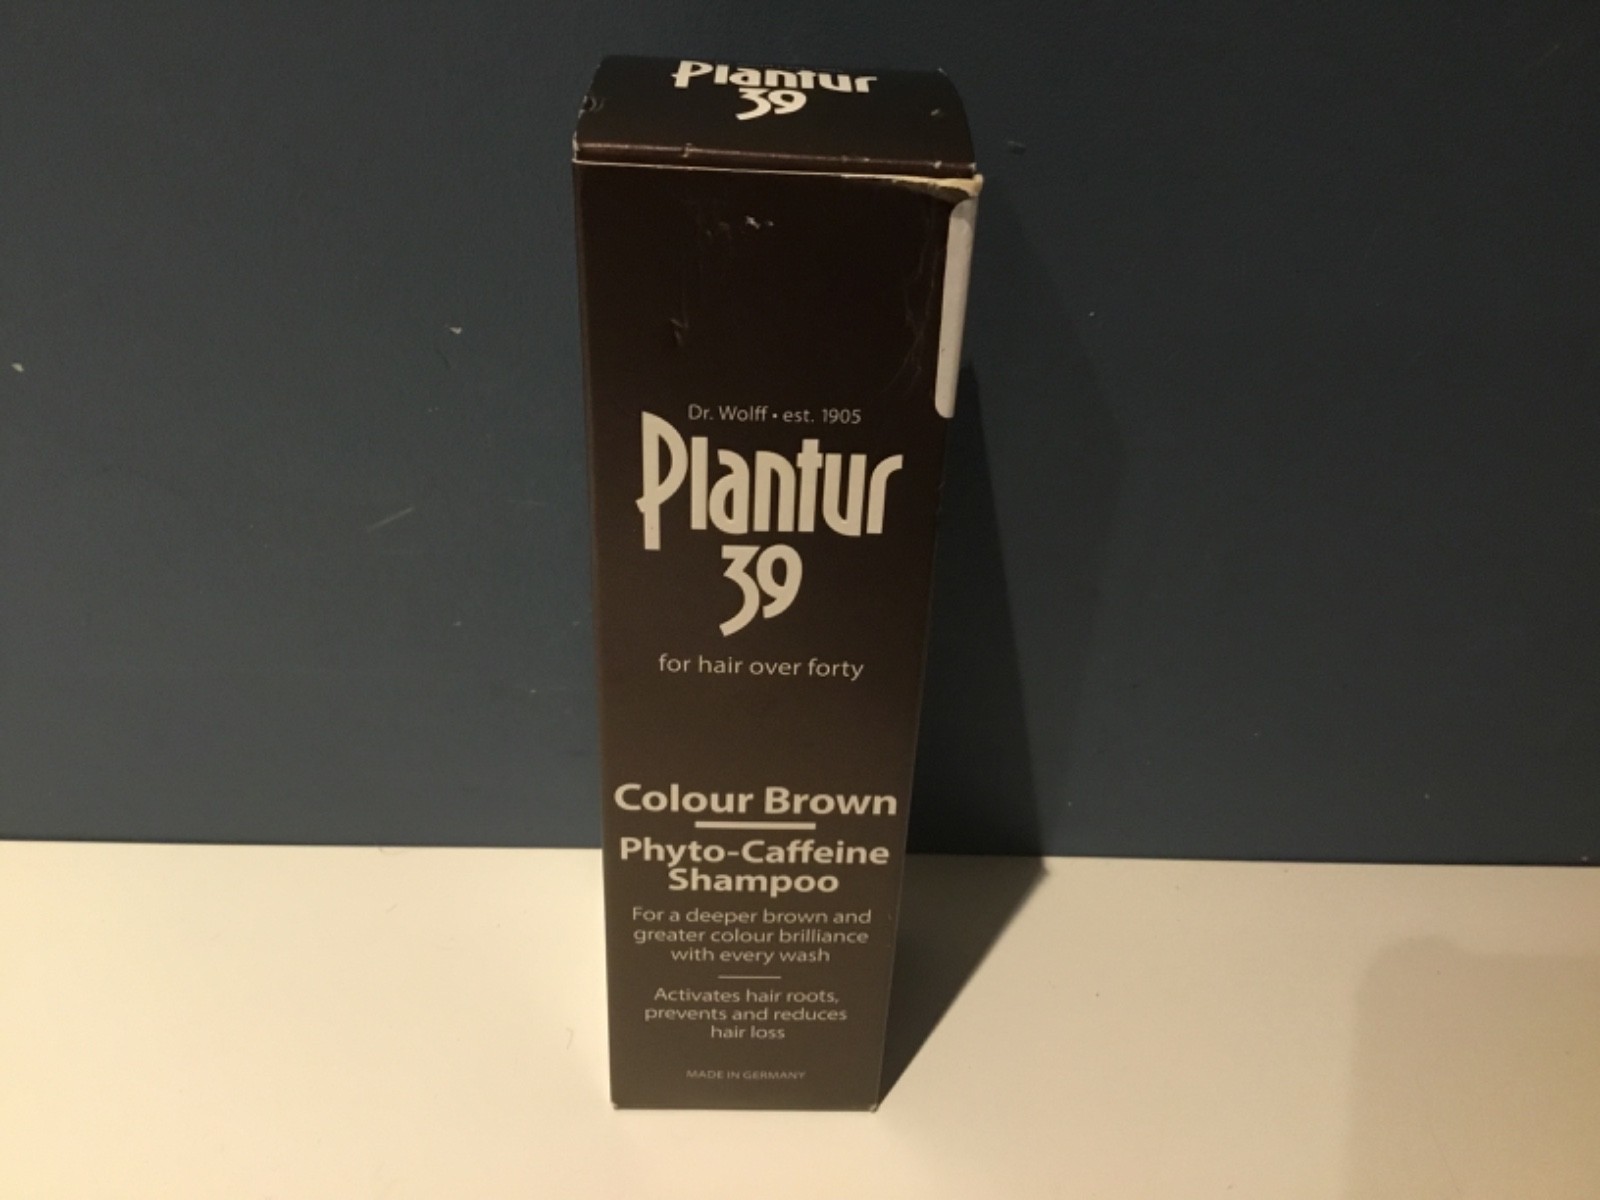 Plantur
39
Dr. Wolff • est. 1905
Plantur
39
for hair over forty
Colour Brown
Phyto-Caffeine
Shampoo
For a deeper brown and
greater colour brilliance
with every wash
Activates hair roots,
prevents and reduces
hair loss
MADE IN GERMANY